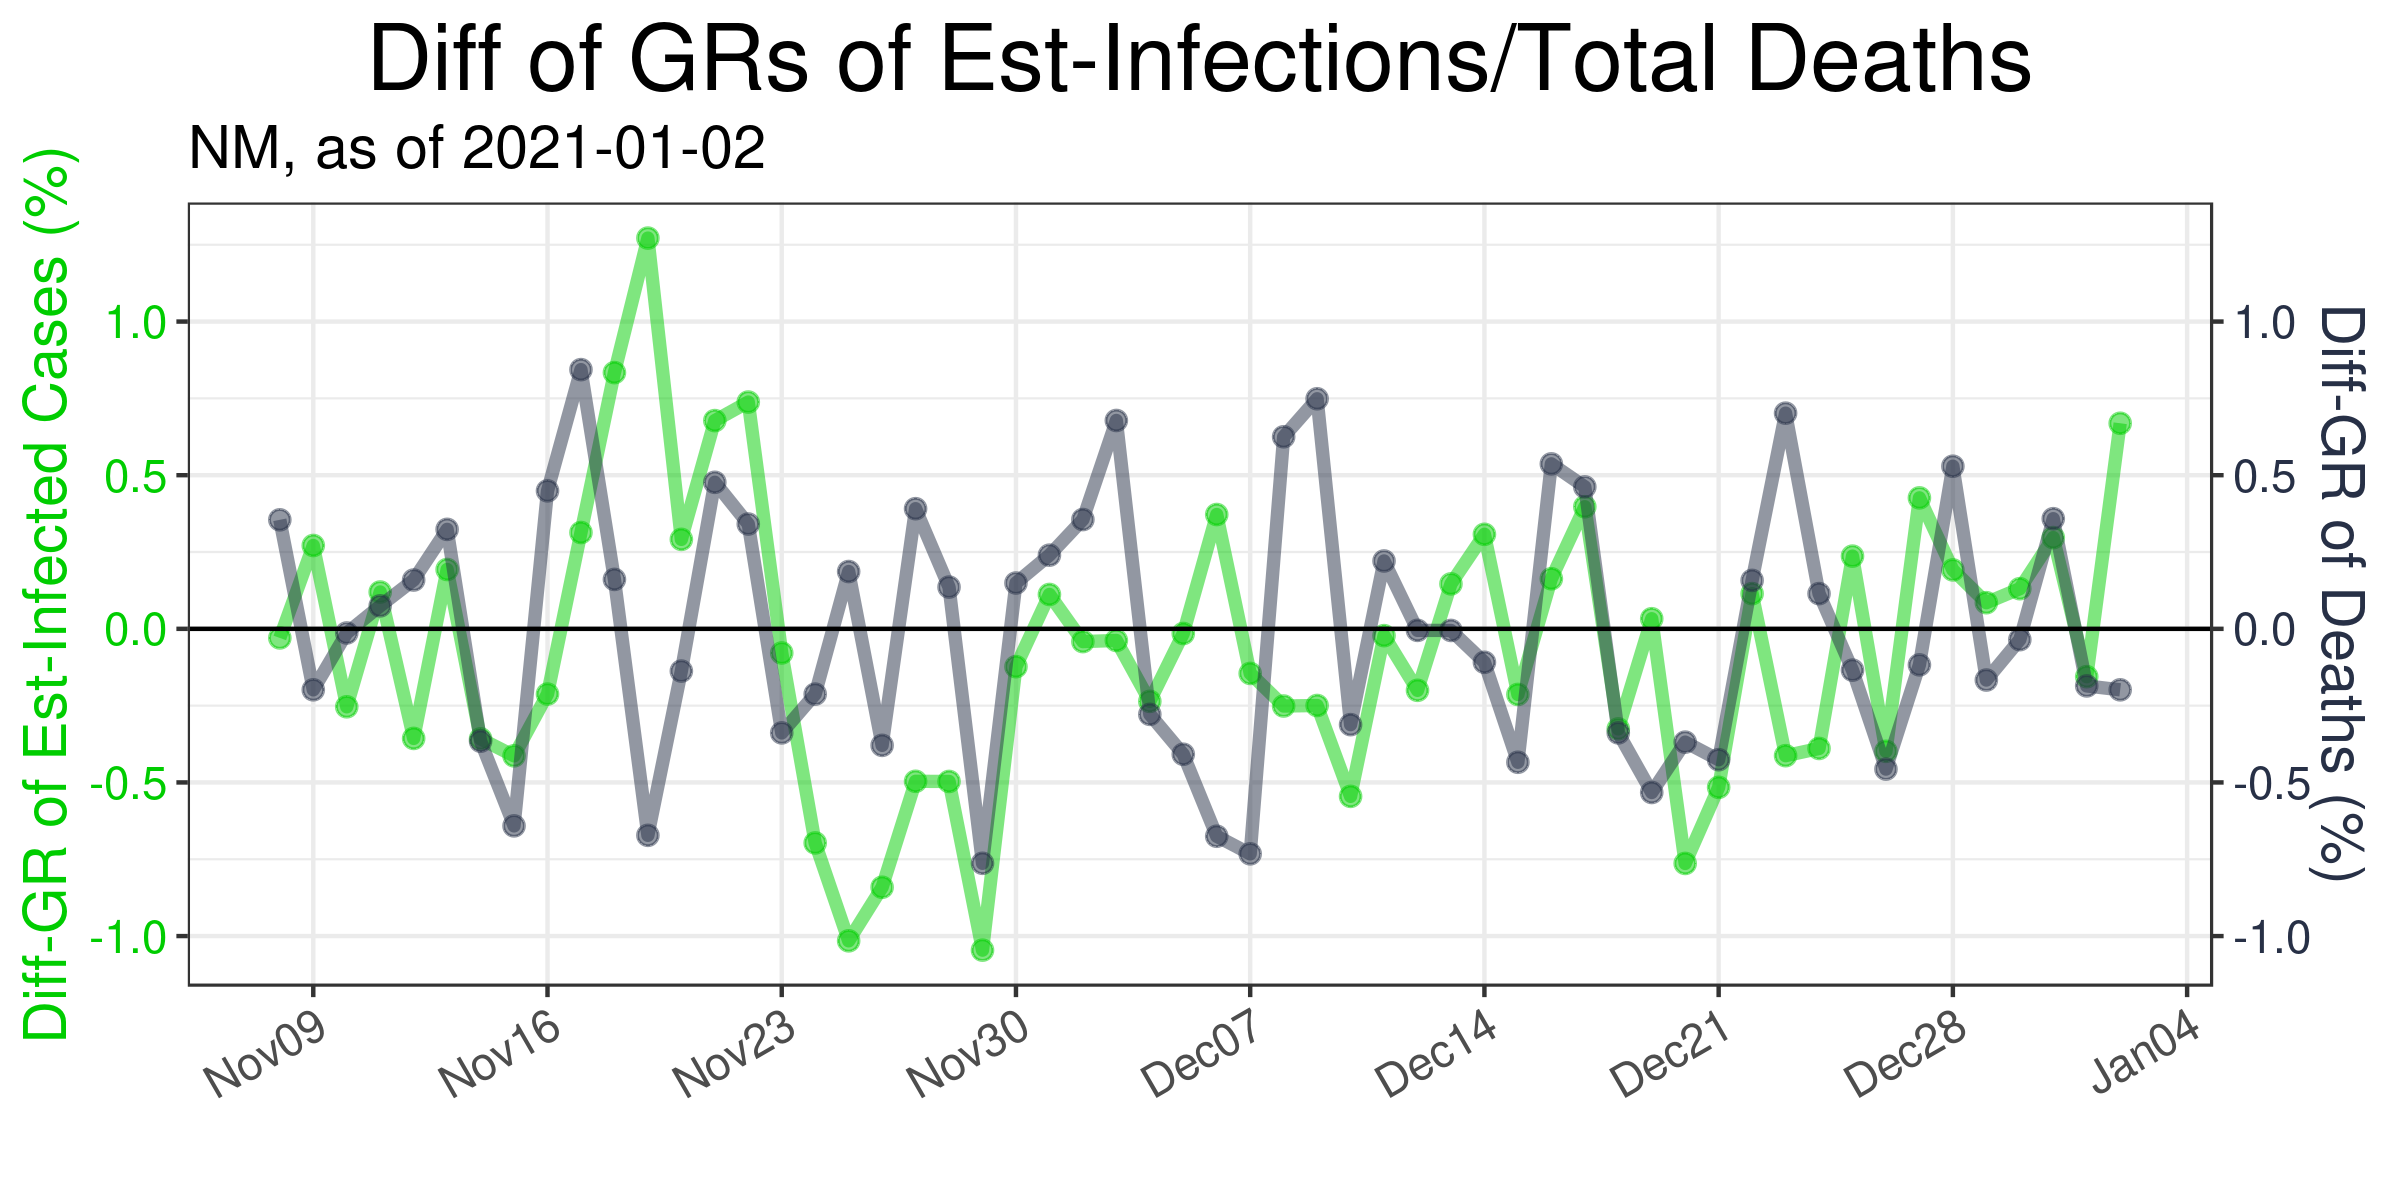 Diff of GRs of Est-Infections/Total Deaths
NM, as of 2021-01-02
Diff-GR of Est-Infected Cases (%)
1.0
0.5
0.0
-0.5
-1.0
1.0
0.5
0.0
-0.5
-1.0
Diff-GR of Deaths (%)
Nov09
Nov16
Nov23
Nov30
Dec07
Dec14
Dec21
Dec28
Jan04